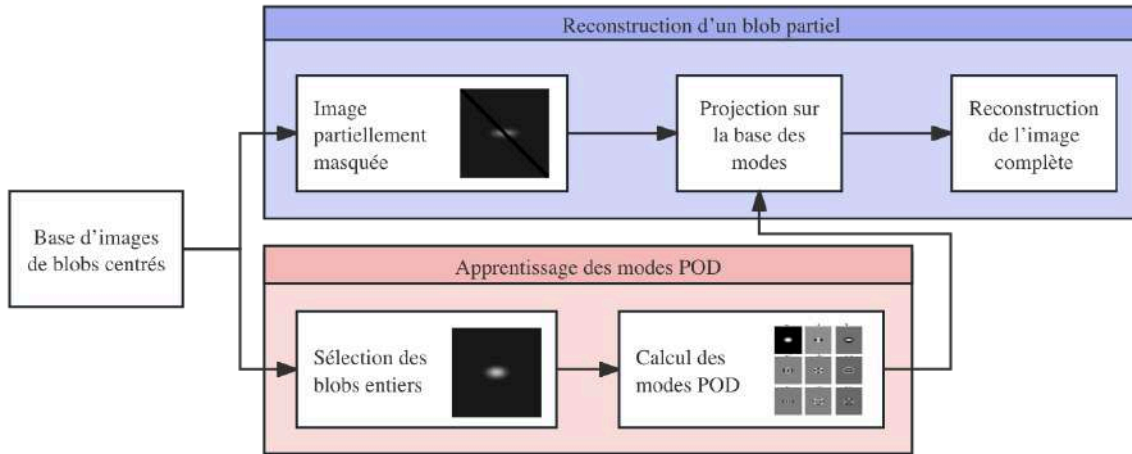 Reconstruction d'un blob partiel
Image
partiellement
masquée
Projection sur
la base des
modes
Reconstruction
de l'image
complète
Base d'images
de blobs centrés
Apprentissage des modes POD
Sélection des
blobs entiers
Calcul des
modes POD